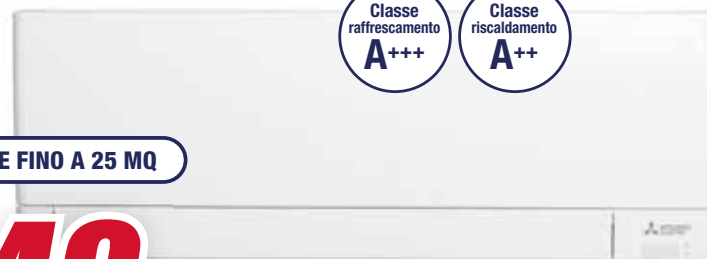 Classe
raffrescamento
A+++
Classe
riscaldamento
A++
E FINO A 25 MQ